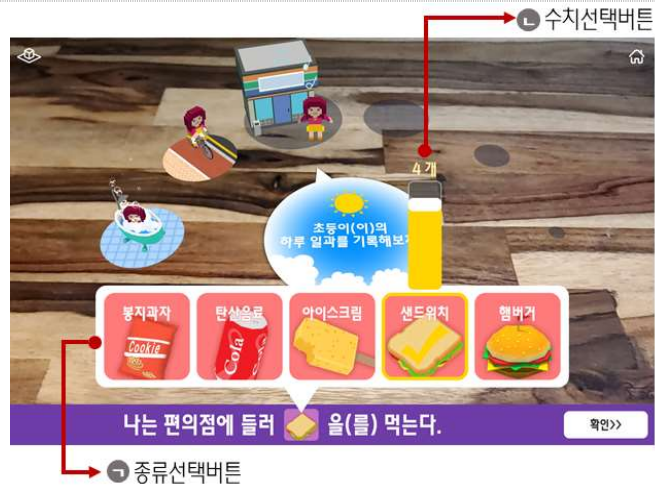 ㄴ 수치선택버튼
4개
초등이(이)의
하루 일과를 기록해보
봉지과자
탄산음료
아이스크림
샌드위치
햄버거
Cookie
Cola
나는 편의점에 들러 을(를) 먹는다.
확인>>
ㄱ 종류선택버튼